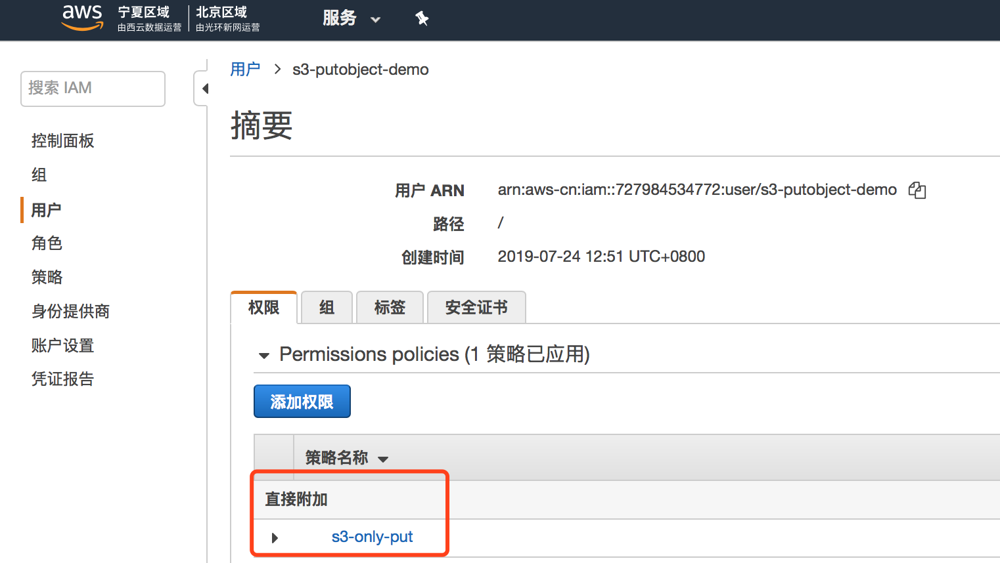 aws 宁夏区域 北京区域 服务
由西云数据运营 由光环新网运营
用户 > s3-putobject-demo
搜索 IAM
控制面板
组
用户
角色
策略
身份提供商
账户设置
凭证报告
摘要
用户 ARN arn:aws-cn:iam::727984534772:user/s3-putobject-demo
路径 /
创建时间 2019-07-24 12:51 UTC+0800
权限 组 标签 安全证书
Permissions policies (1 策略已应用)
添加权限
策略名称
直接附加
s3-only-put